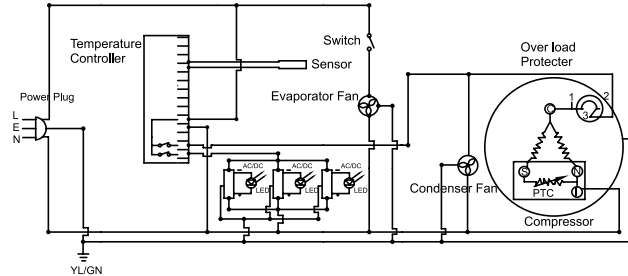 Temperature
Controller
Switch
Sensor
Over load
Protecter
Evaporator Fan
Power Plug
L
E
N
1
2
3
C
AC/DC
AC/DC
AC/DC
LED
LED
LED
Condenser Fan
S
N
PTC
Compressor
YL/GN